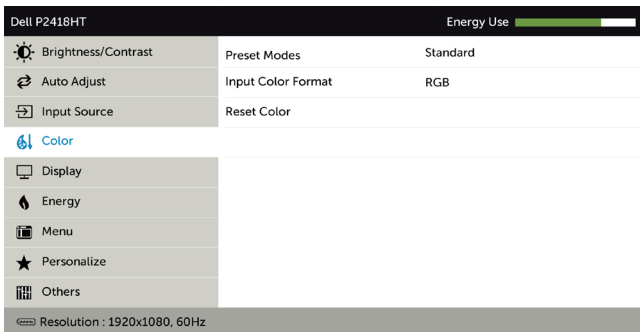 Dell P2418HT Energy Use
Brightness/Contrast Preset Modes Standard
Auto Adjust Input Color Format RGB
Input Source Reset Color
Color
Display
Energy
Menu
Personalize
Others
Resolution : 1920x1080, 60Hz